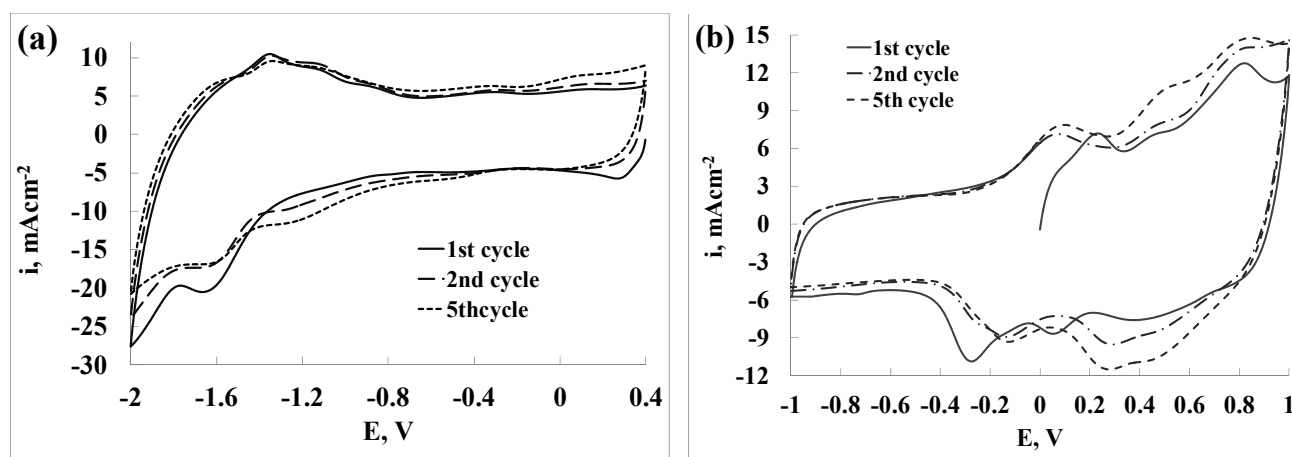 (a)
10
5
0
-5
-10
-15
-20
-25
-30
i, mAcm-2
1st cycle
2nd cycle
5thcycle
-2 -1.6 -1.2 -0.8 -0.4 0 0.4
E, V
(b)
15
12
9
6
3
0
-3
-6
-9
-12
i, mAcm-2
1st cycle
2nd cycle
5th cycle
-1 -0.8 -0.6 -0.4 -0.2 0 0.2 0.4 0.6 0.8 1
E, V